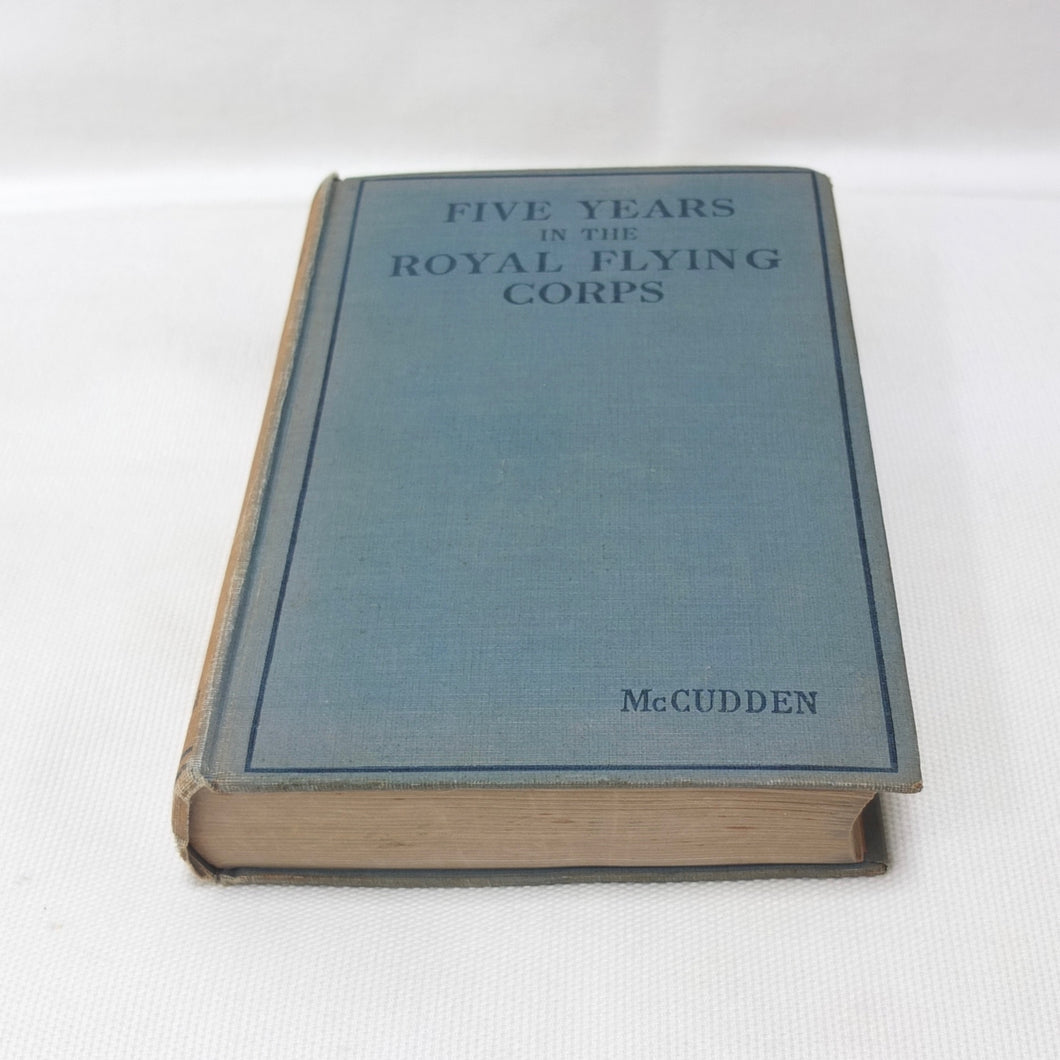 FIVE YEARS
IN THE
ROYAL FLYING
CORPS
McCUDDEN